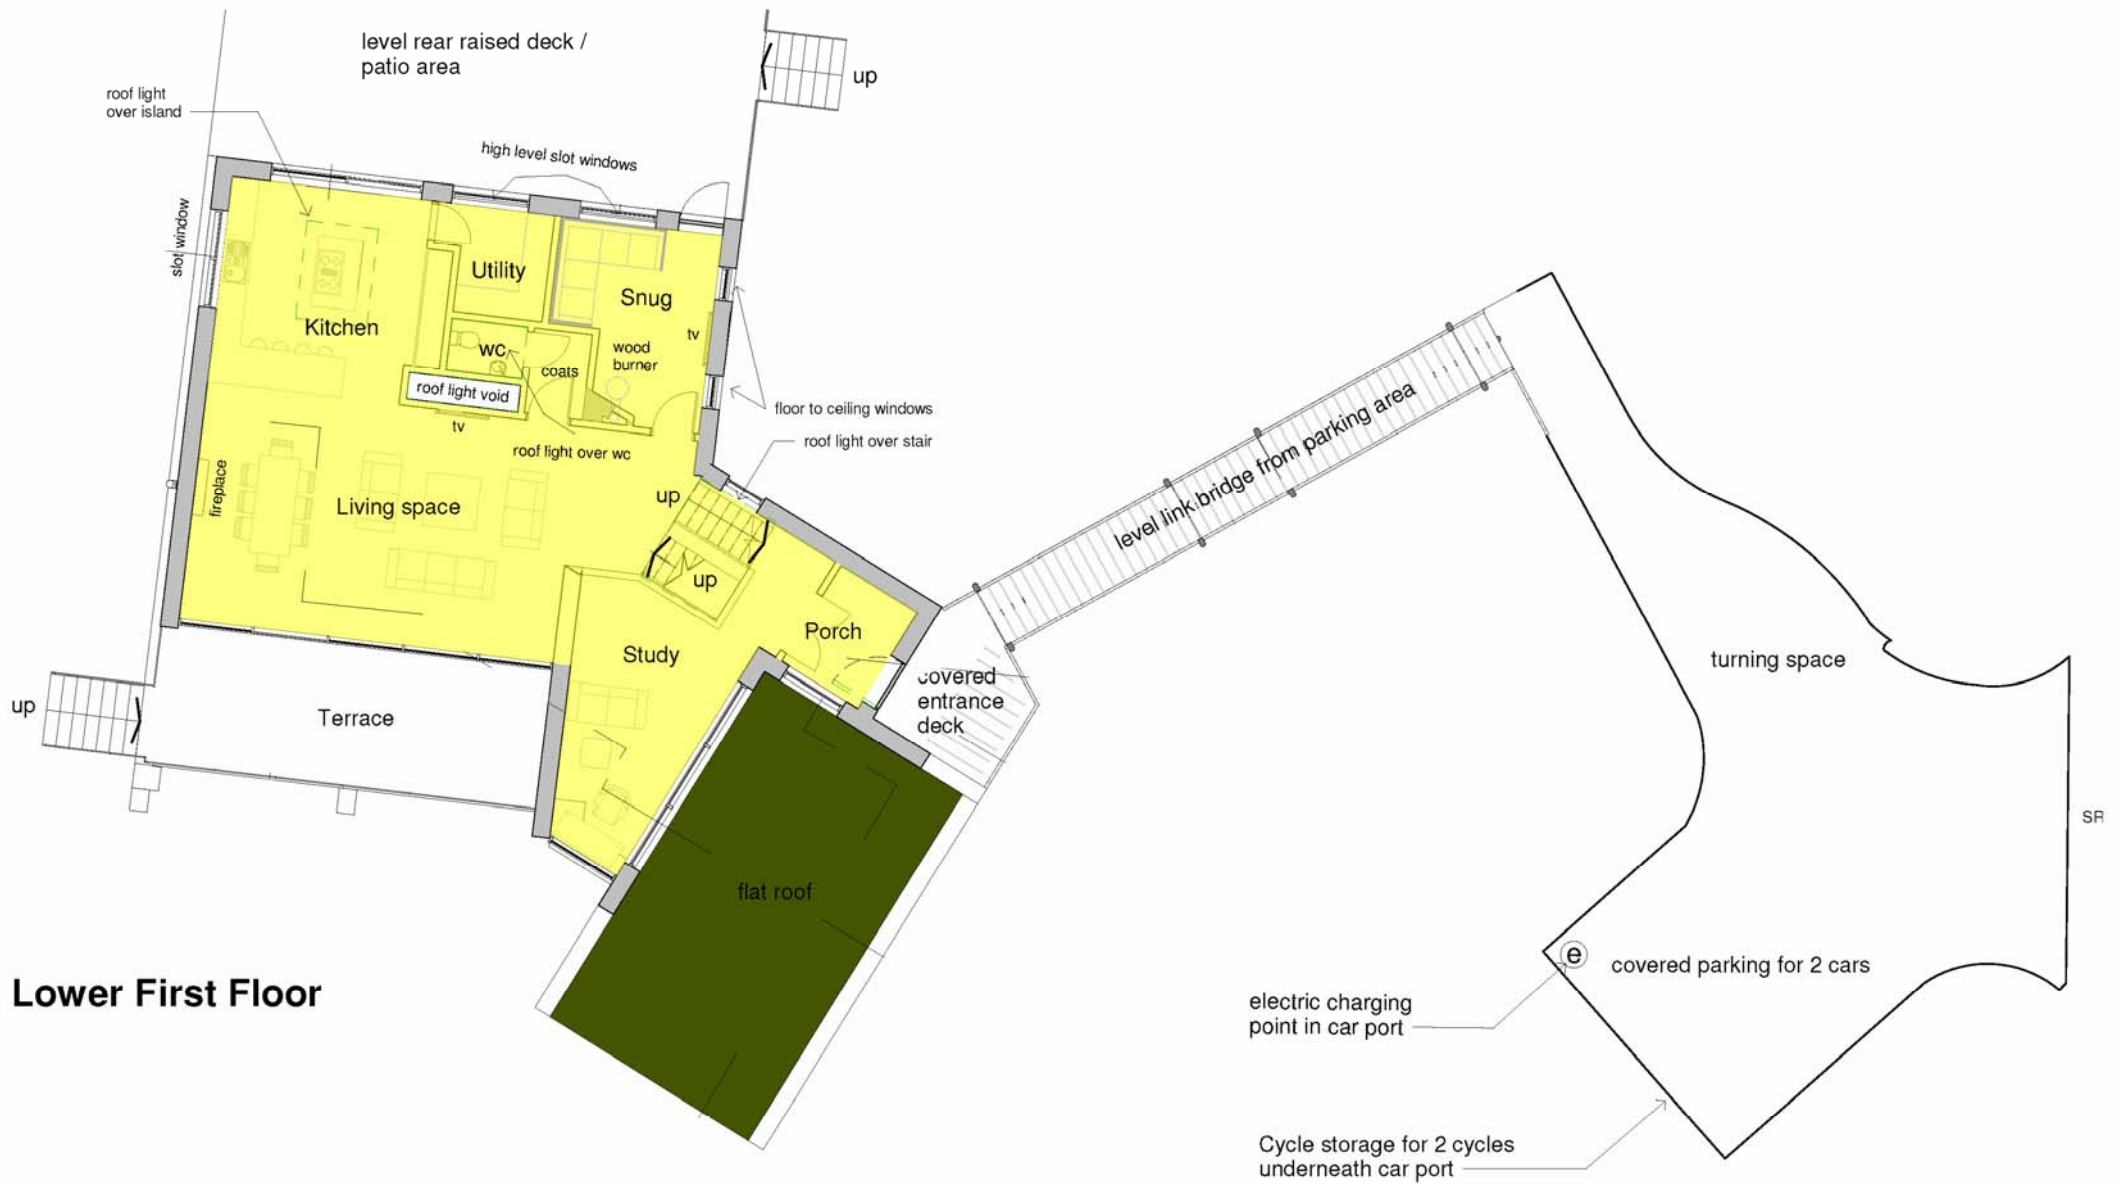 level rear raised deck /
patio area
up
roof light
over island
high level slot windows
slot window
Utility
Snug
Kitchen
tv
wc
wood
burner
coats
roof light void
floor to ceiling windows
tv
roof light over stair
roof light over wc
level link bridge from parking area
fireplace
Living space
up
up
Porch
Study
turning space
covered
entrance
deck
up
Terrace
SR
flat roof
e
covered parking for 2 cars
Lower First Floor
electric charging
point in car port
Cycle storage for 2 cycles
underneath car port